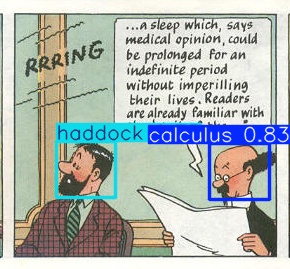 RRRING
...a sleep which, says
medical opinion, could
be prolonged for an
indefinite period
without imperilling
their lives. Readers
are already familiar with
haddock
calculus 0.83